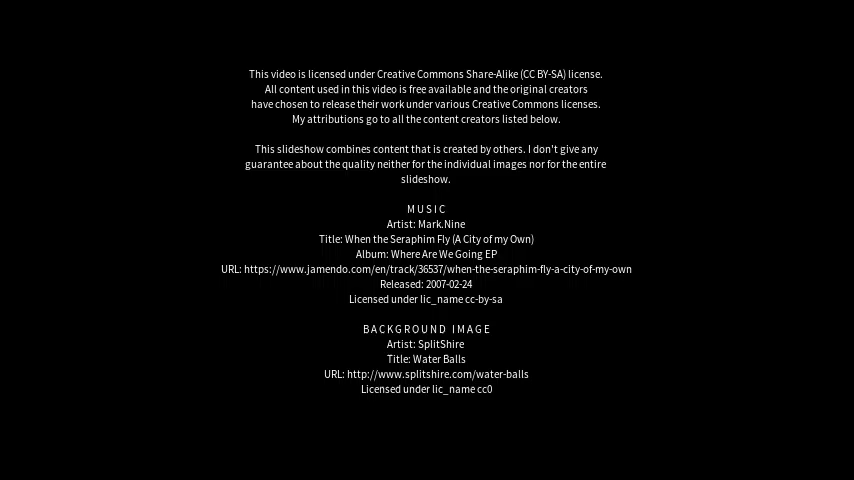 This video is licensed under Creative Commons Share-Alike (CC BY-SA) license.
All content used in this video is free available and the original creators
have chosen to release their work under various Creative Commons licenses.
My attributions go to all the content creators listed below.
This slideshow combines content that is created by others. I don't give any
guarantee about the quality neither for the individual images nor for the entire
slideshow.
MUSIC
Artist: Mark.Nine
Title: When the Seraphim Fly (A City of my Own)
Album: Where Are We Going EP
URL: https://www.jamendo.com/en/track/36537/when-the-seraphim-fly-a-city-of-my-own
Released: 2007-02-24
Licensed under lic_name cc-by-sa
BACKGROUND IMAGE
Artist: SplitShire
Title: Water Balls
URL: http://www.splitshire.com/water-balls
Licensed under lic_name cc0